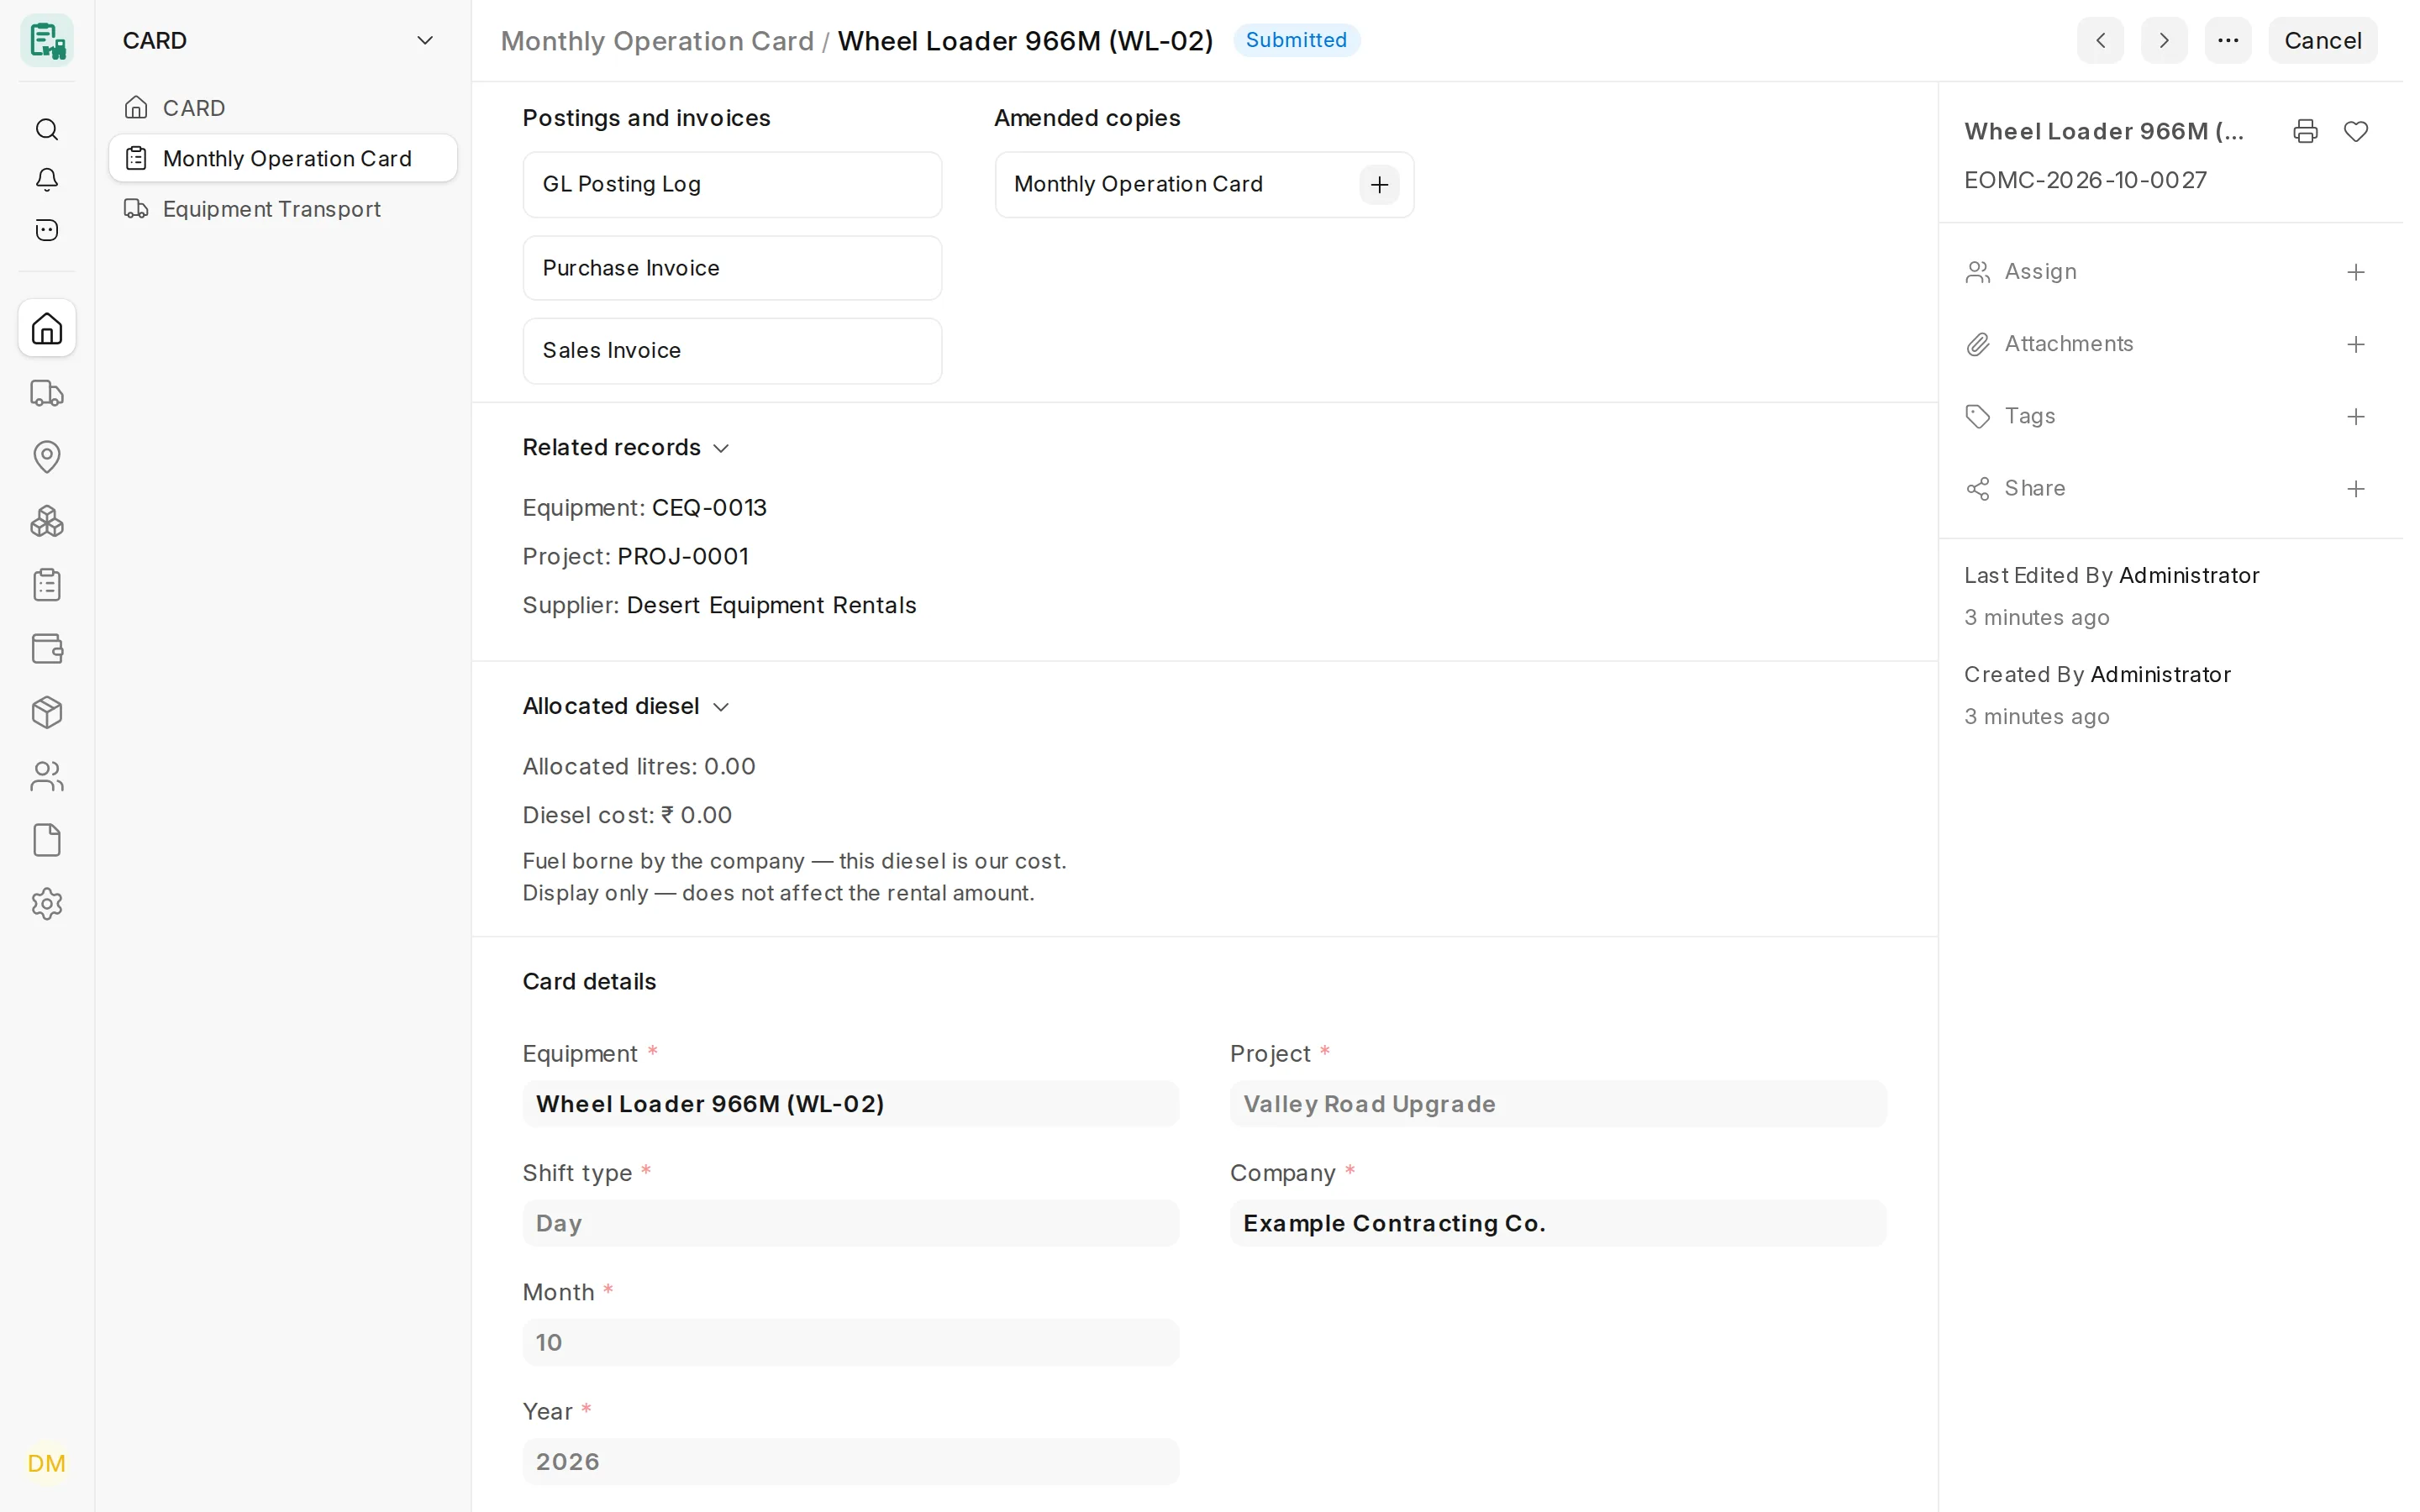 CARD
CARD
Monthly Operation Card
Equipment Transport
DM
Monthly Operation Card / Wheel Loader 966M (WL-02) Submitted
Cancel
Postings and invoices
GL Posting Log
Purchase Invoice
Sales Invoice
Amended copies
Monthly Operation Card
Related records
Equipment: CEQ-0013
Project: PROJ-0001
Supplier: Desert Equipment Rentals
Allocated diesel
Allocated litres: 0.00
Diesel cost: ₹ 0.00
Fuel borne by the company — this diesel is our cost.
Display only — does not affect the rental amount.
Card details
Equipment *
Wheel Loader 966M (WL-02)
Project *
Valley Road Upgrade
Shift type *
Day
Company *
Example Contracting Co.
Month *
10
Year *
2026
Wheel Loader 966M (...
EOMC-2026-10-0027
Assign
Attachments
Tags
Share
Last Edited By Administrator
3 minutes ago
Created By Administrator
3 minutes ago